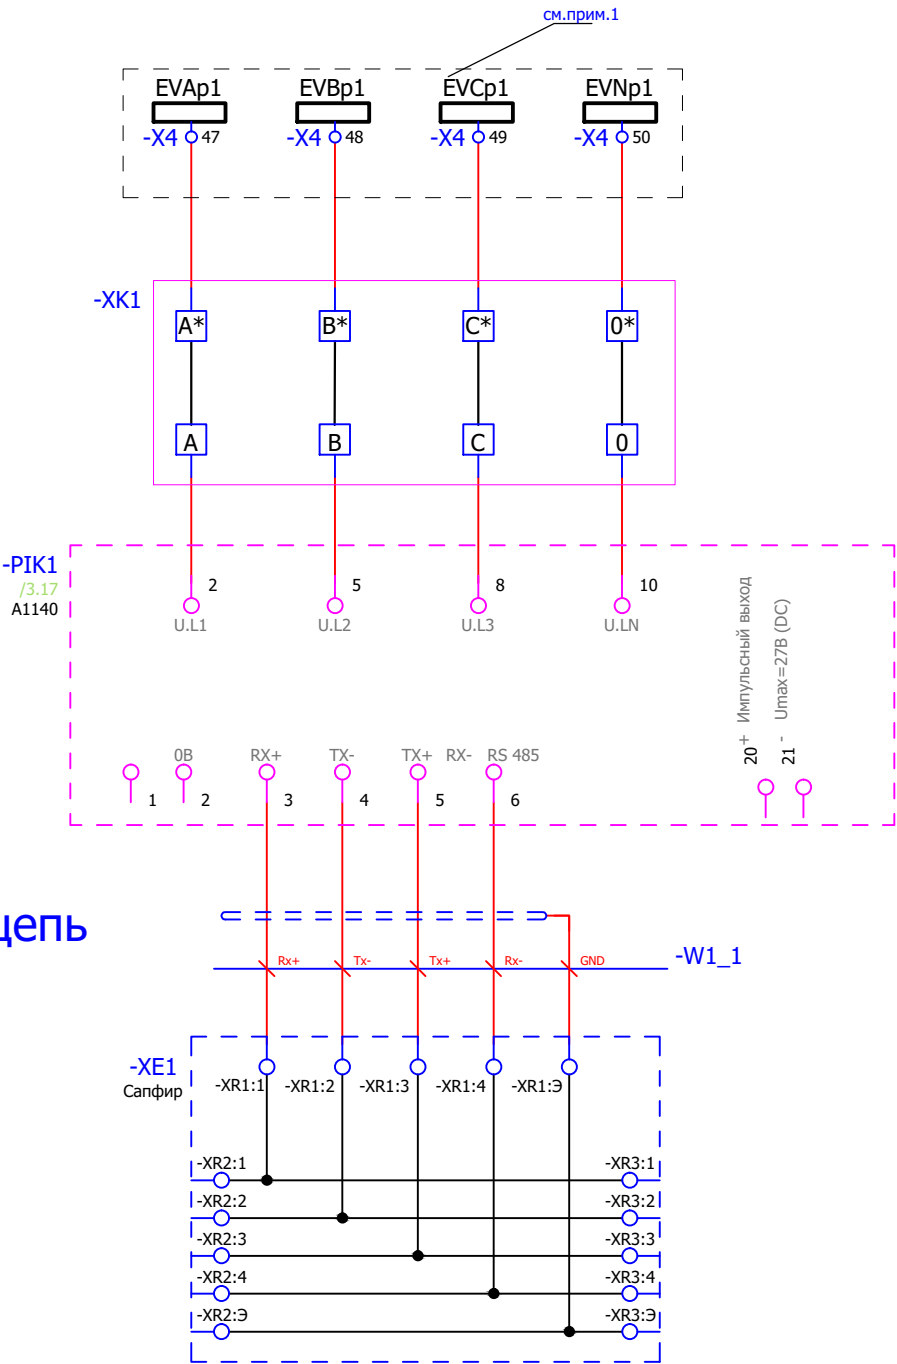 см.прим.1
EVAp1 EVBp1 EVCp1 EVNp1
-X4 47 -X4 48 -X4 49 -X4 50
-XK1
A* B* C* 0*
A B C 0
-PIK1
/3.17
A1140
2 5 8 10
U.L1 U.L2 U.L3 U.LN
20 + Импульсный выход
21 - Umax=27В (DC)
0В RX+ TX- TX+ RX- RS 485
1 2 3 4 5 6
цепь
Rx+ Tx- Tx+ Rx- GND
-W1_1
-XE1
Сапфир
-XR1:1 -XR1:2 -XR1:3 -XR1:4 -XR1:Э
-XR2:1 -XR3:1
-XR2:2 -XR3:2
-XR2:3 -XR3:3
-XR2:4 -XR3:4
-XR2:Э -XR3:Э